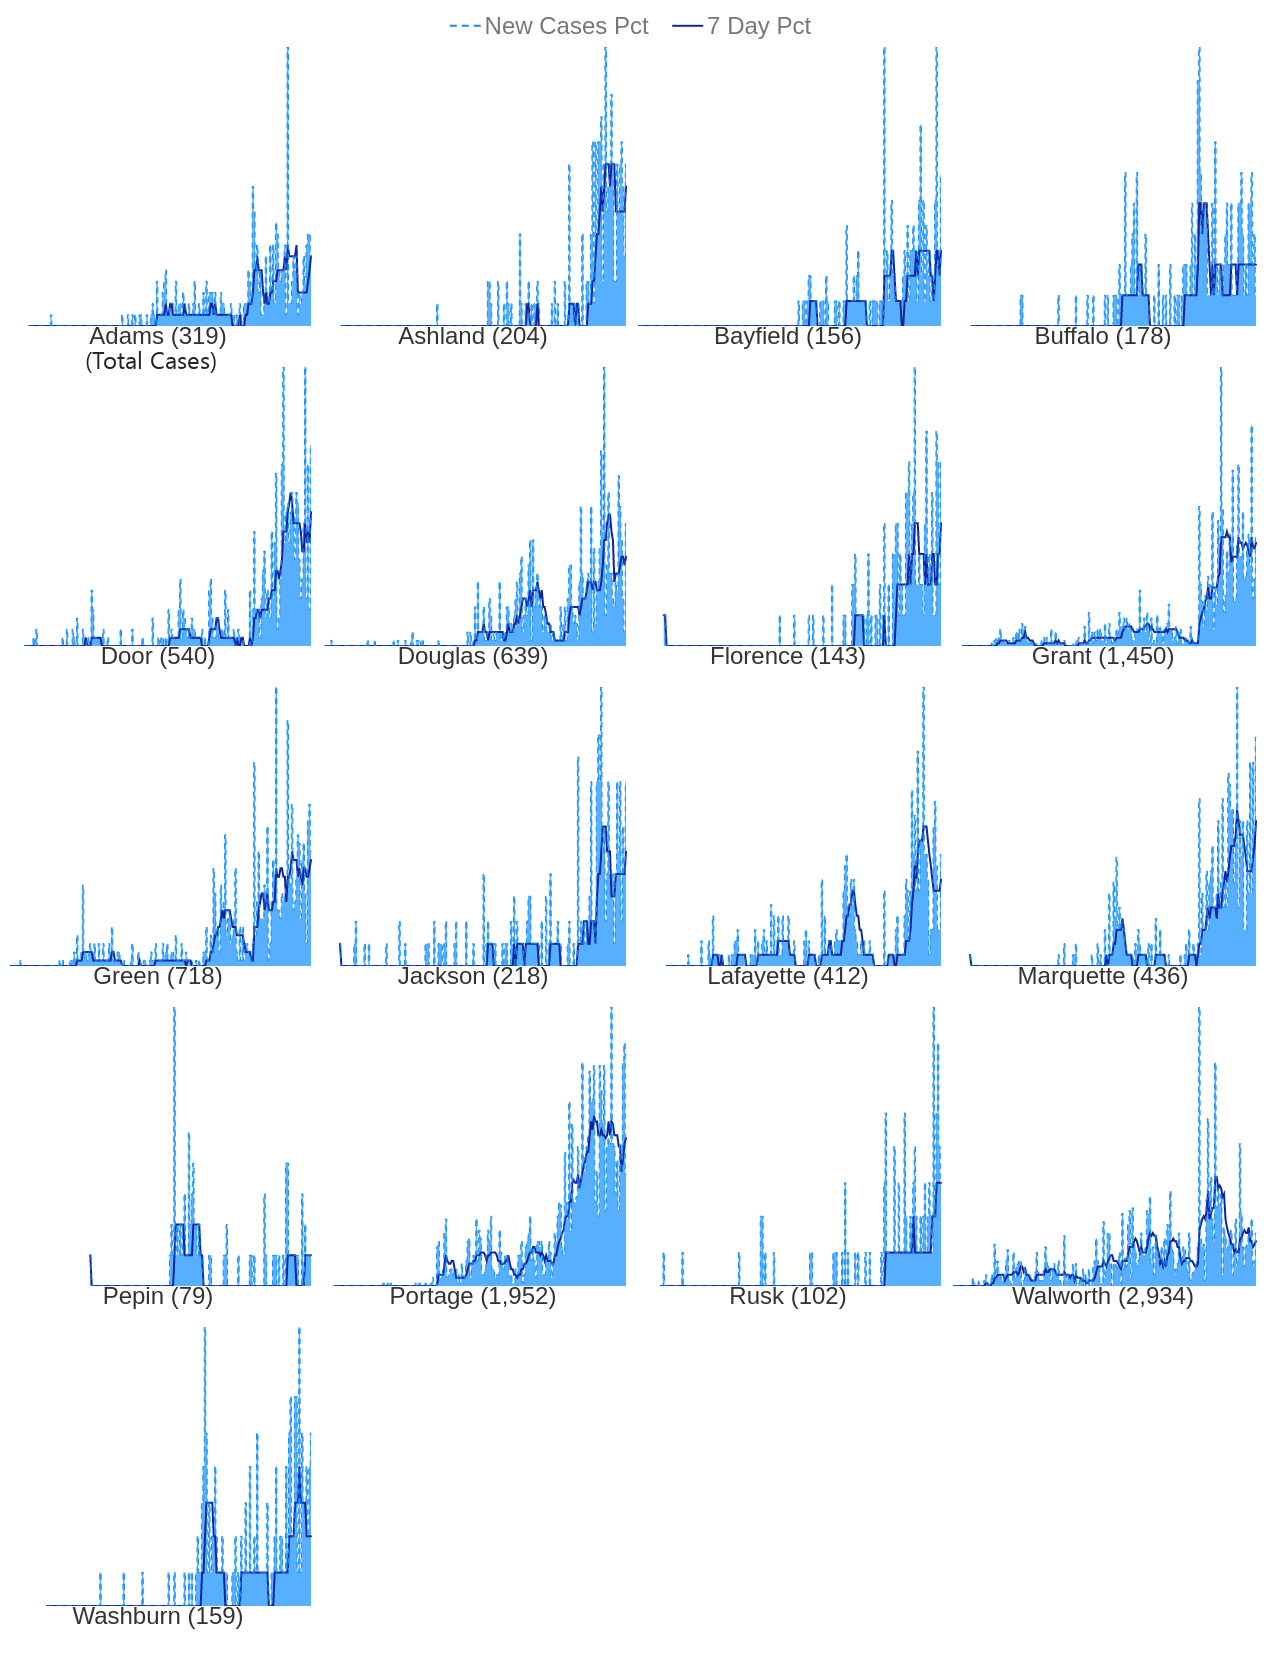 New Cases Pct 7 Day Pct
Adams (319) Ashland (204) Bayfield (156) Buffalo (178)
(Total Cases)
Door (540) Douglas (639) Florence (143) Grant (1,450)
Green (718) Jackson (218) Lafayette (412) Marquette (436)
Pepin (79) Portage (1,952) Rusk (102) Walworth (2,934)
Washburn (159)